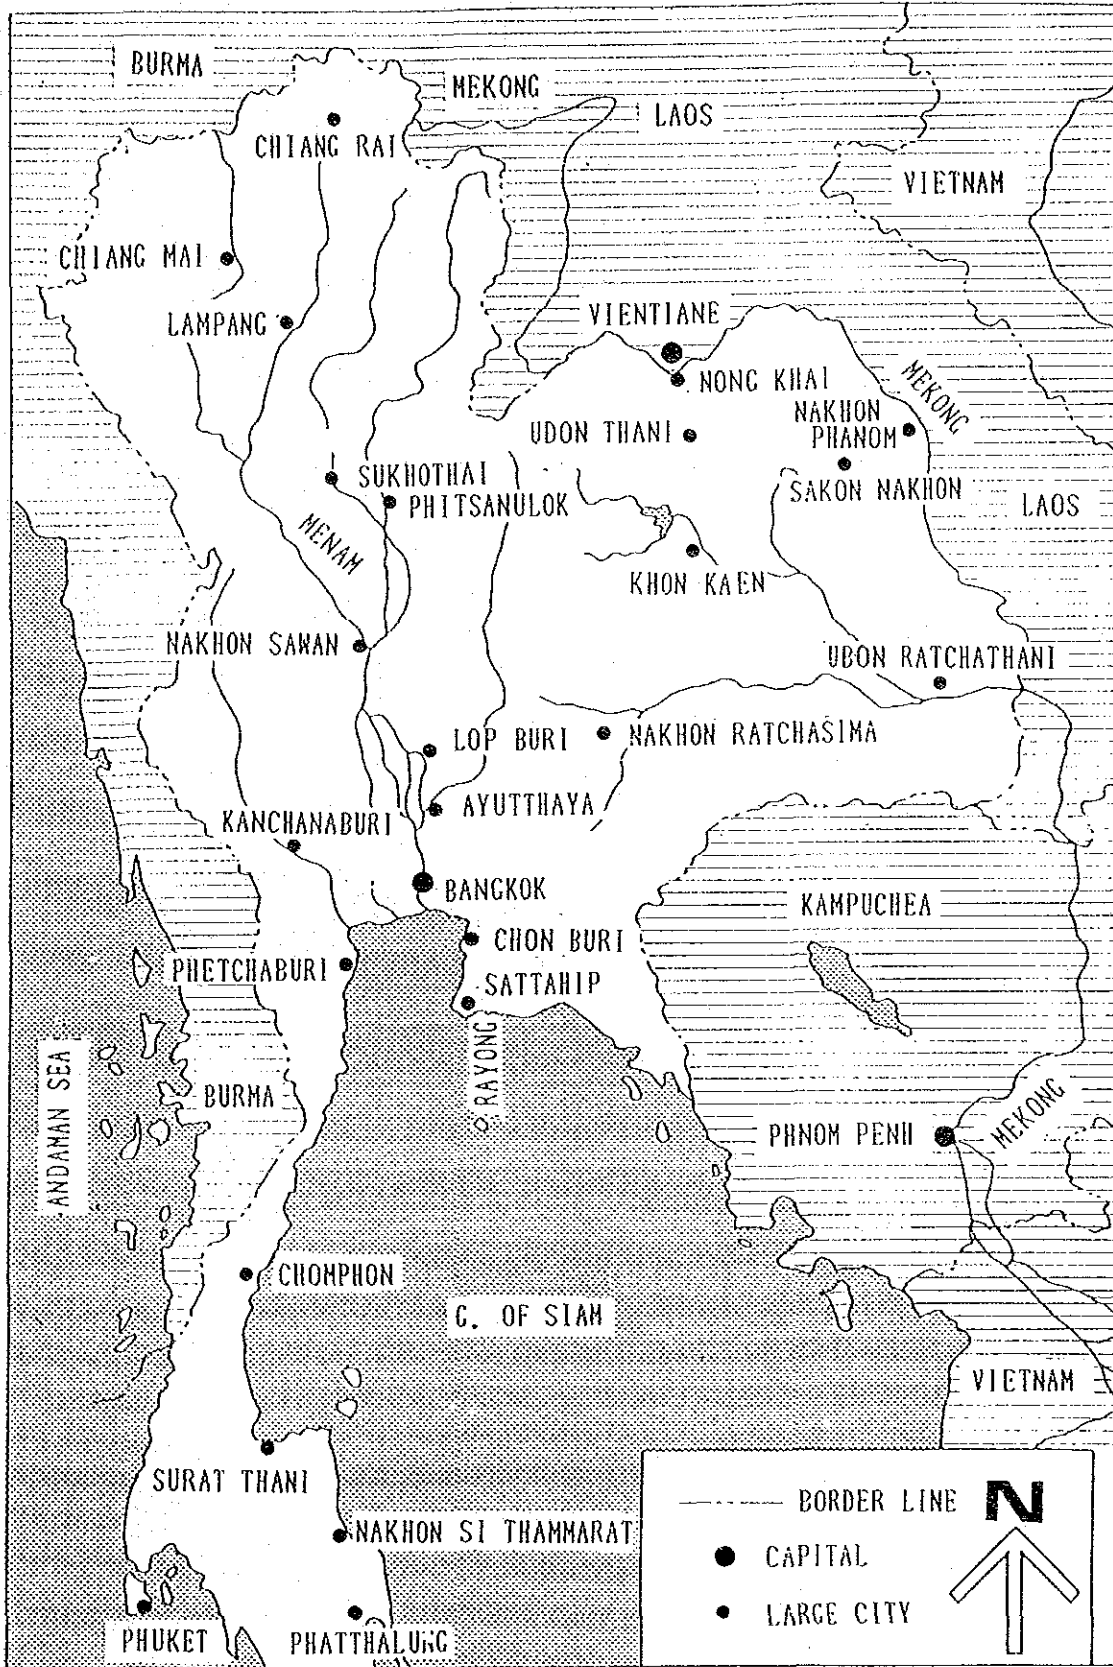 BURMA
MEKONG
LAOS
CHIANG RAI
VIETNAM
CHIANG MAI
VIENTIANE
LAMPANG
NONG KHAI
MEKONG
NAKHON
PHANOM
UDON THANI
SUKHOTHAI
SAKON NAKHON
PHITSANULOK
LAOS
MENAM
KHON KAEN
NAKHON SAWAN
UBON RATCHATHANI
LOP BURI
NAKHON RATCHASIMA
AYUTTHAYA
KANCHANABURI
BANGKOK
KAMPUCHEA
CHON BURI
PHETCHABURI
SATTAHIP
RAYONG
ANDAMAN SEA
BURMA
PHNOM PENH
MEKONG
CHOMPHON
G. OF SIAM
VIETNAM
SURAT THANI
NAKHON SI THAMMARAT
PHUKET
PHATTHALUNG
BORDER LINE
N
CAPITAL
LARGE CITY